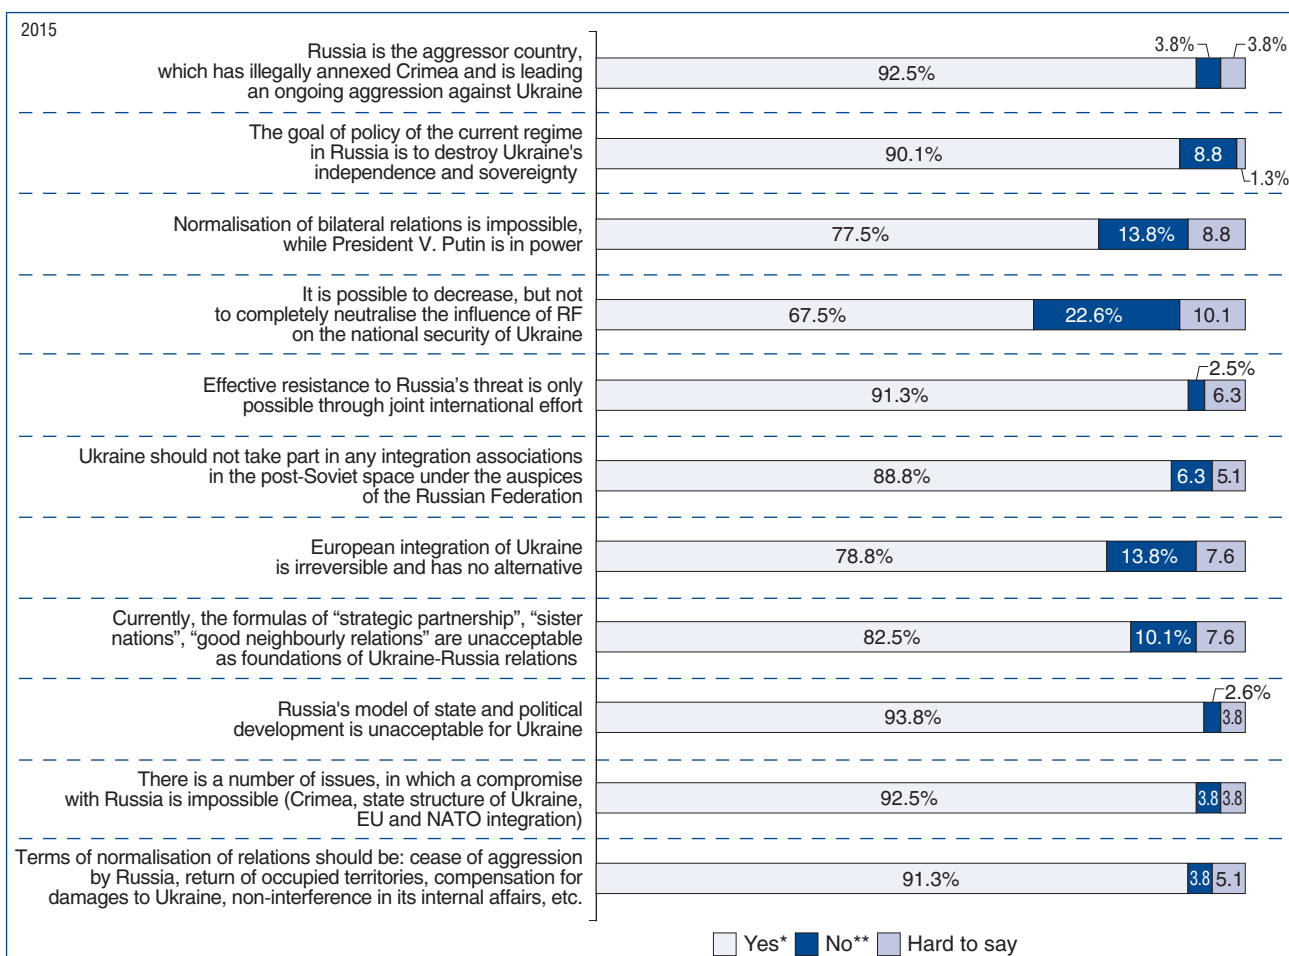 2015
Russia is the aggressor country,
which has illegally annexed Crimea and is leading
an ongoing aggression against Ukraine
92.5%
3.8%
3.8%
The goal of policy of the current regime
in Russia is to destroy Ukraine's
independence and sovereignty
90.1%
8.8
1.3%
Normalisation of bilateral relations is impossible,
while President V. Putin is in power
77.5%
13.8%
8.8
It is possible to decrease, but not
to completely neutralise the influence of RF
on the national security of Ukraine
67.5%
22.6%
10.1
Effective resistance to Russia’s threat is only
possible through joint international effort
91.3%
2.5%
6.3
Ukraine should not take part in any integration associations
in the post-Soviet space under the auspices
of the Russian Federation
88.8%
6.3
5.1
European integration of Ukraine
is irreversible and has no alternative
78.8%
13.8%
7.6
Currently, the formulas of “strategic partnership”, “sister
nations”, “good neighbourly relations” are unacceptable
as foundations of Ukraine-Russia relations
82.5%
10.1%
7.6
Russia's model of state and political
development is unacceptable for Ukraine
93.8%
2.6%
3.8
There is a number of issues, in which a compromise
with Russia is impossible (Crimea, state structure of Ukraine,
EU and NATO integration)
92.5%
3.8
3.8
Terms of normalisation of relations should be: cease of aggression
by Russia, return of occupied territories, compensation for
damages to Ukraine, non-interference in its internal affairs, etc.
91.3%
3.8
5.1
Yes*
No**
Hard to say